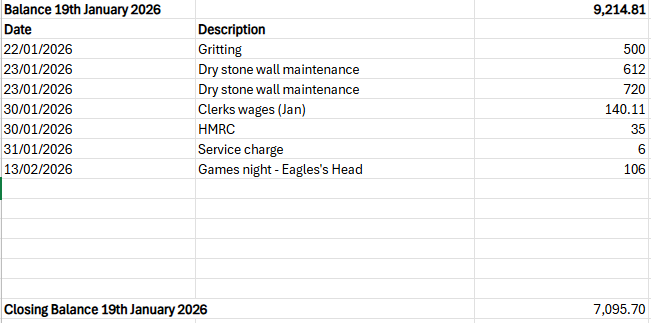 Balance 19th January 2026 9,214.81
Date Description
22/01/2026 Gritting 500
23/01/2026 Dry stone wall maintenance 612
23/01/2026 Dry stone wall maintenance 720
30/01/2026 Clerks wages (Jan) 140.11
30/01/2026 HMRC 35
31/01/2026 Service charge 6
13/02/2026 Games night - Eagles's Head 106
Closing Balance 19th January 2026 7,095.70